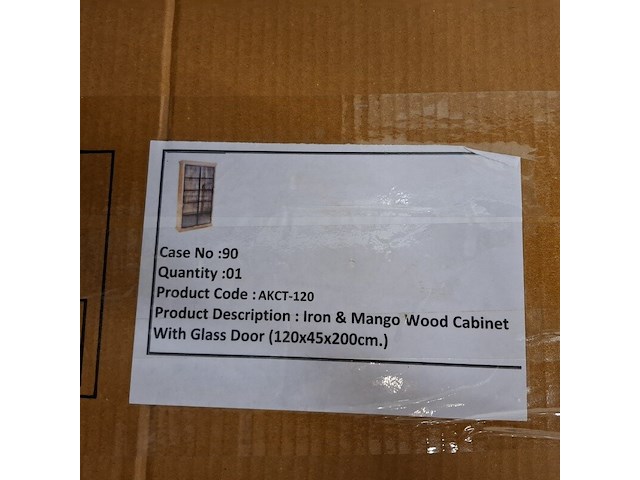 Case No :90
Quantity :01
Product Code : AKCT-120
Product Description : Iron & Mango Wood Cabinet
With Glass Door (120x45x200cm.)